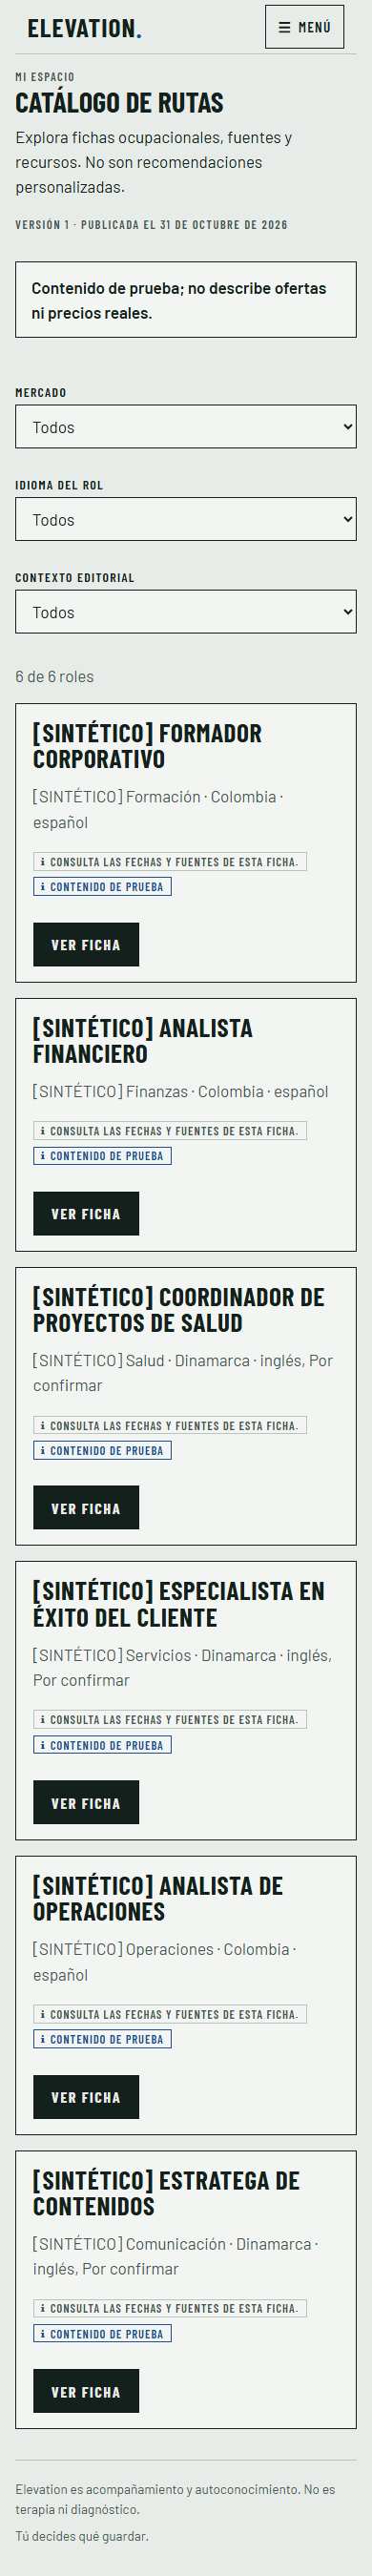 ELEVATION.
☰ MENÚ
MI ESPACIO
CATÁLOGO DE RUTAS
Explora fichas ocupacionales, fuentes y
recursos. No son recomendaciones
personalizadas.
VERSIÓN 1 · PUBLICADA EL 31 DE OCTUBRE DE 2026
Contenido de prueba; no describe ofertas
ni precios reales.
MERCADO
Todos
IDIOMA DEL ROL
Todos
CONTEXTO EDITORIAL
Todos
6 de 6 roles
[SINTÉTICO] FORMADOR
CORPORATIVO
[SINTÉTICO] Formación · Colombia ·
español
ℹ CONSULTA LAS FECHAS Y FUENTES DE ESTA FICHA.
ℹ CONTENIDO DE PRUEBA
VER FICHA
[SINTÉTICO] ANALISTA
FINANCIERO
[SINTÉTICO] Finanzas · Colombia · español
ℹ CONSULTA LAS FECHAS Y FUENTES DE ESTA FICHA.
ℹ CONTENIDO DE PRUEBA
VER FICHA
[SINTÉTICO] COORDINADOR DE
PROYECTOS DE SALUD
[SINTÉTICO] Salud · Dinamarca · inglés, Por
confirmar
ℹ CONSULTA LAS FECHAS Y FUENTES DE ESTA FICHA.
ℹ CONTENIDO DE PRUEBA
VER FICHA
[SINTÉTICO] ESPECIALISTA EN
ÉXITO DEL CLIENTE
[SINTÉTICO] Servicios · Dinamarca · inglés,
Por confirmar
ℹ CONSULTA LAS FECHAS Y FUENTES DE ESTA FICHA.
ℹ CONTENIDO DE PRUEBA
VER FICHA
[SINTÉTICO] ANALISTA DE
OPERACIONES
[SINTÉTICO] Operaciones · Colombia ·
español
ℹ CONSULTA LAS FECHAS Y FUENTES DE ESTA FICHA.
ℹ CONTENIDO DE PRUEBA
VER FICHA
[SINTÉTICO] ESTRATEGA DE
CONTENIDOS
[SINTÉTICO] Comunicación · Dinamarca ·
inglés, Por confirmar
ℹ CONSULTA LAS FECHAS Y FUENTES DE ESTA FICHA.
ℹ CONTENIDO DE PRUEBA
VER FICHA
Elevation es acompañamiento y autoconocimiento. No es
terapia ni diagnóstico.
Tú decides qué guardar.